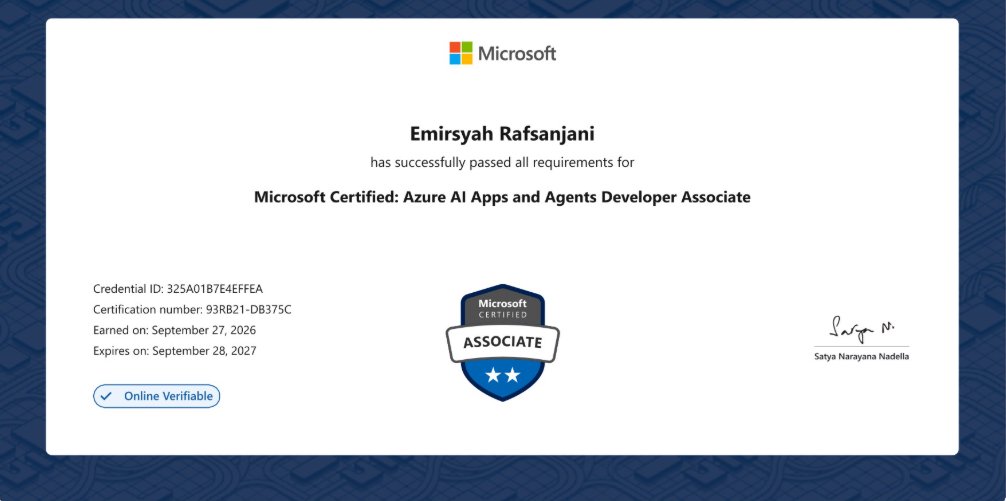 Microsoft
Emirsyah Rafsanjani
has successfully passed all requirements for
Microsoft Certified: Azure AI Apps and Agents Developer Associate
Credential ID: 325A01B7E4EFFEA
Certification number: 93RB21-DB375C
Earned on: September 27, 2026
Expires on: September 28, 2027
Online Verifiable
Microsoft
CERTIFIED
ASSOCIATE
Satya N.
Satya Narayana Nadella